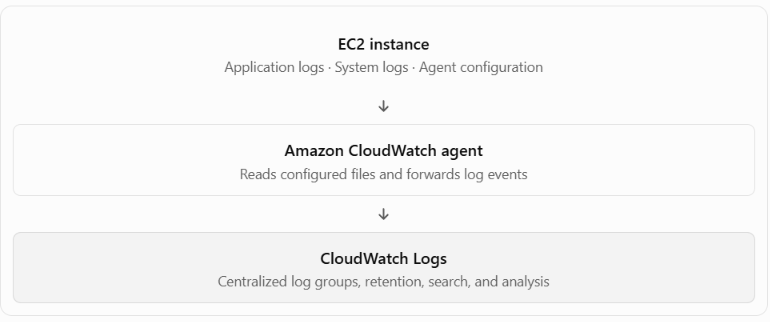 EC2 instance
Application logs · System logs · Agent configuration
↓
Amazon CloudWatch agent
Reads configured files and forwards log events
↓
CloudWatch Logs
Centralized log groups, retention, search, and analysis